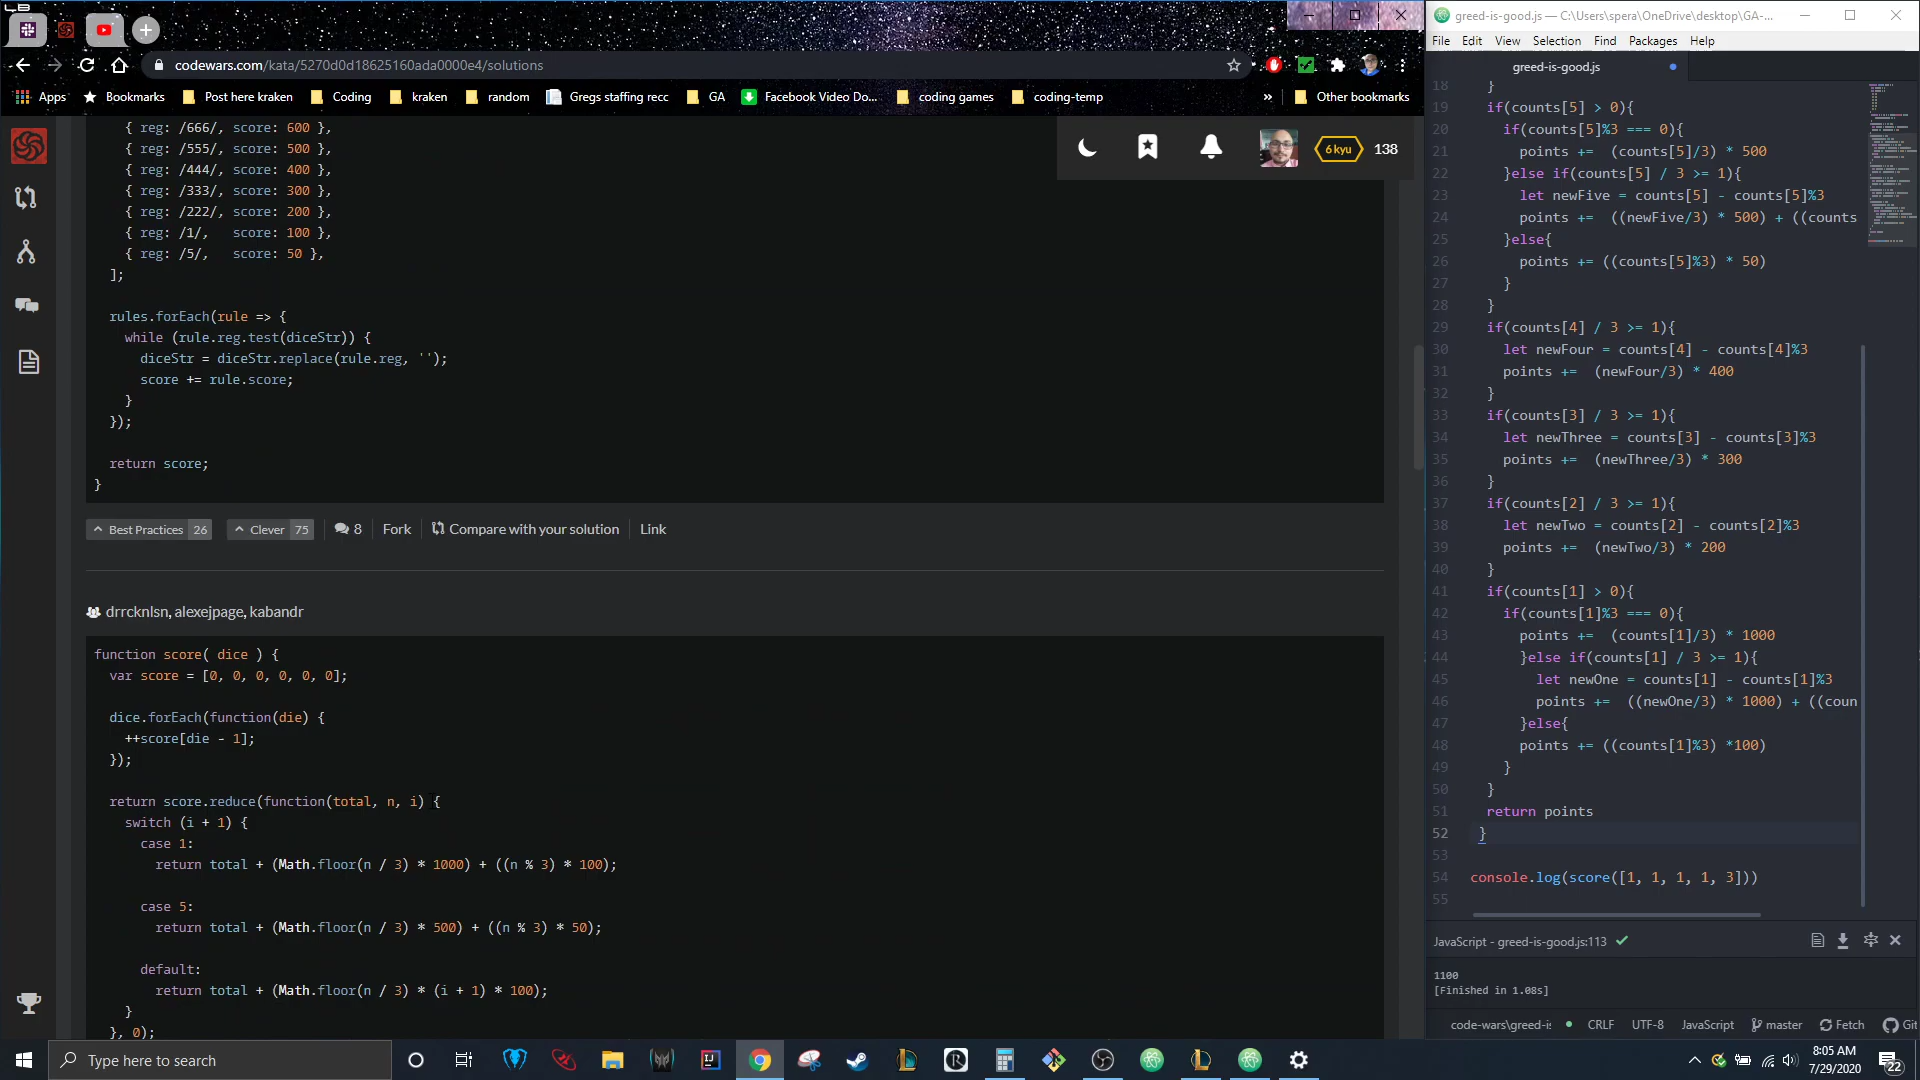 codewars.com/kata/5270d0d18625160ada0000e4/solutions
Apps
Bookmarks
Post here kraken
Coding
kraken
random
Gregs staffing recc
GA
Facebook Video Do...
coding games
coding-temp
»
Other bookmarks
6 kyu
138
{ reg: /666/, score: 600 },
{ reg: /555/, score: 500 },
{ reg: /444/, score: 400 },
{ reg: /333/, score: 300 },
{ reg: /222/, score: 200 },
{ reg: /1/,   score: 100 },
{ reg: /5/,   score: 50 },
];
rules.forEach(rule => {
while (rule.reg.test(diceStr)) {
diceStr = diceStr.replace(rule.reg, '');
score += rule.score;
}
});
return score;
}
Best Practices 26
Clever 75
8
Fork
Compare with your solution
Link
drrcknlsn, alexejpage, kabandr
function score( dice ) {
var score = [0, 0, 0, 0, 0, 0];
dice.forEach(function(die) {
++score[die - 1];
});
return score.reduce(function(total, n, i) {
switch (i + 1) {
case 1:
return total + (Math.floor(n / 3) * 1000) + ((n % 3) * 100);
case 5:
return total + (Math.floor(n / 3) * 500) + ((n % 3) * 50);
default:
return total + (Math.floor(n / 3) * (i + 1) * 100);
}
}, 0);
greed-is-good.js — C:\Users\spera\OneDrive\desktop\GA-...
File Edit View Selection Find Packages Help
greed-is-good.js
18 }
19 if(counts[5] > 0){
20 if(counts[5]%3 === 0){
21 points +=  (counts[5]/3) * 500
22 }else if(counts[5] / 3 >= 1){
23 let newFive = counts[5] - counts[5]%3
24 points +=  ((newFive/3) * 500) + ((counts
25 }else{
26 points += ((counts[5]%3) * 50)
27 }
28 }
29 if(counts[4] / 3 >= 1){
30 let newFour = counts[4] - counts[4]%3
31 points +=  (newFour/3) * 400
32 }
33 if(counts[3] / 3 >= 1){
34 let newThree = counts[3] - counts[3]%3
35 points +=  (newThree/3) * 300
36 }
37 if(counts[2] / 3 >= 1){
38 let newTwo = counts[2] - counts[2]%3
39 points +=  (newTwo/3) * 200
40 }
41 if(counts[1] > 0){
42 if(counts[1]%3 === 0){
43 points +=  (counts[1]/3) * 1000
44 }else if(counts[1] / 3 >= 1){
45 let newOne = counts[1] - counts[1]%3
46 points +=  ((newOne/3) * 1000) + ((coun
47 }else{
48 points += ((counts[1]%3) *100)
49 }
50 }
51 return points
52 }
53
54 console.log(score([1, 1, 1, 1, 3]))
55
JavaScript - greed-is-good.js:113
1100
[Finished in 1.08s]
code-wars\greed-is
CRLF
UTF-8
JavaScript
master
Fetch
Git
Type here to search
8:05 AM
7/29/2020
22